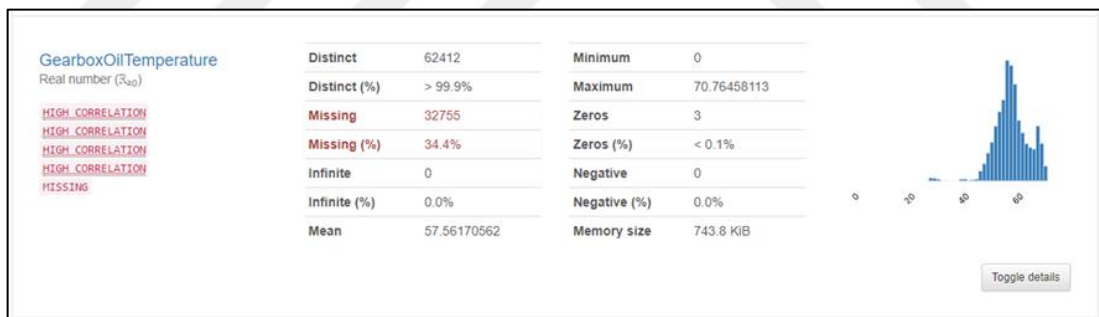 GearboxOilTemperature
Real number (ℝ≥0)
HIGH CORRELATION
HIGH CORRELATION
HIGH CORRELATION
HIGH CORRELATION
MISSING
Distinct 62412
Distinct (%) > 99.9%
Missing 32755
Missing (%) 34.4%
Infinite 0
Infinite (%) 0.0%
Mean 57.56170562
Minimum 0
Maximum 70.76458113
Zeros 3
Zeros (%) < 0.1%
Negative 0
Negative (%) 0.0%
Memory size 743.8 KiB
0 20 40 60
Toggle details